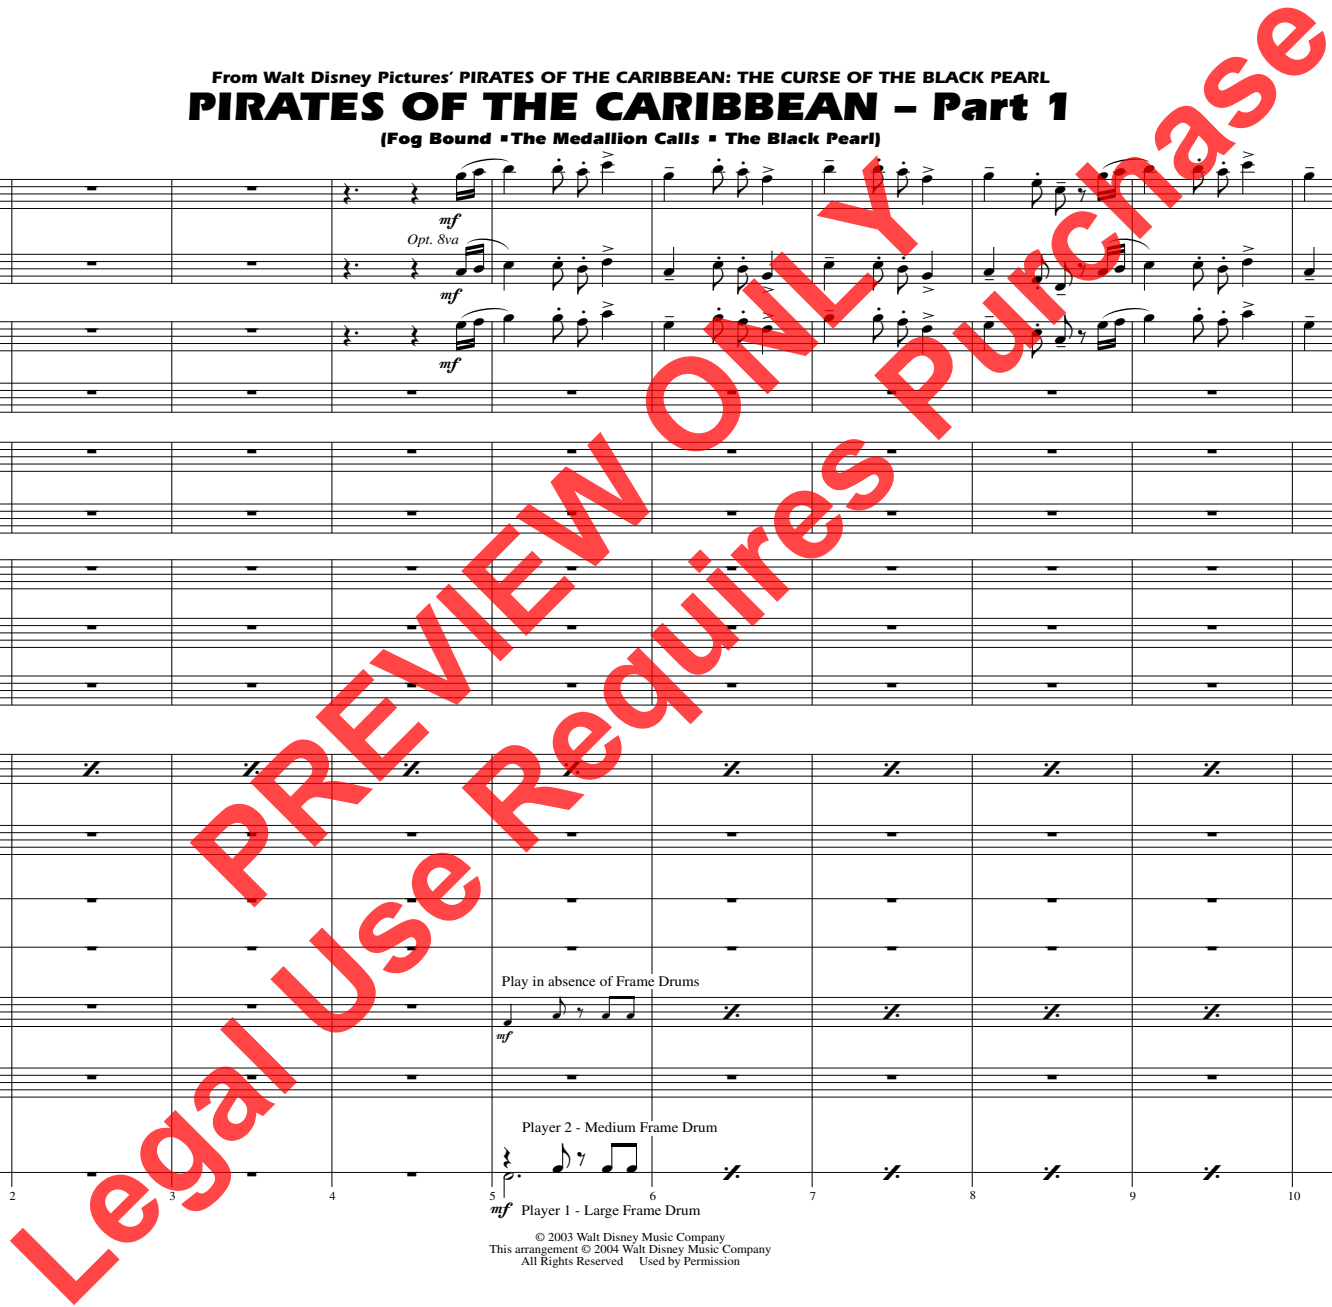 From Walt Disney Pictures’ PIRATES OF THE CARIBBEAN: THE CURSE OF THE BLACK PEARL
PIRATES OF THE CARIBBEAN – Part 1
(Fog Bound ▪ The Medallion Calls ▪ The Black Pearl)
mf
Opt. 8va
mf
mf
PREVIEW ONLY
Legal Use Requires Purchase
Play in absence of Frame Drums
mf
Player 2 - Medium Frame Drum
2 3 4 5 6 7 8 9 10
mf Player 1 - Large Frame Drum
© 2003 Walt Disney Music Company
This arrangement © 2004 Walt Disney Music Company
All Rights Reserved Used by Permission